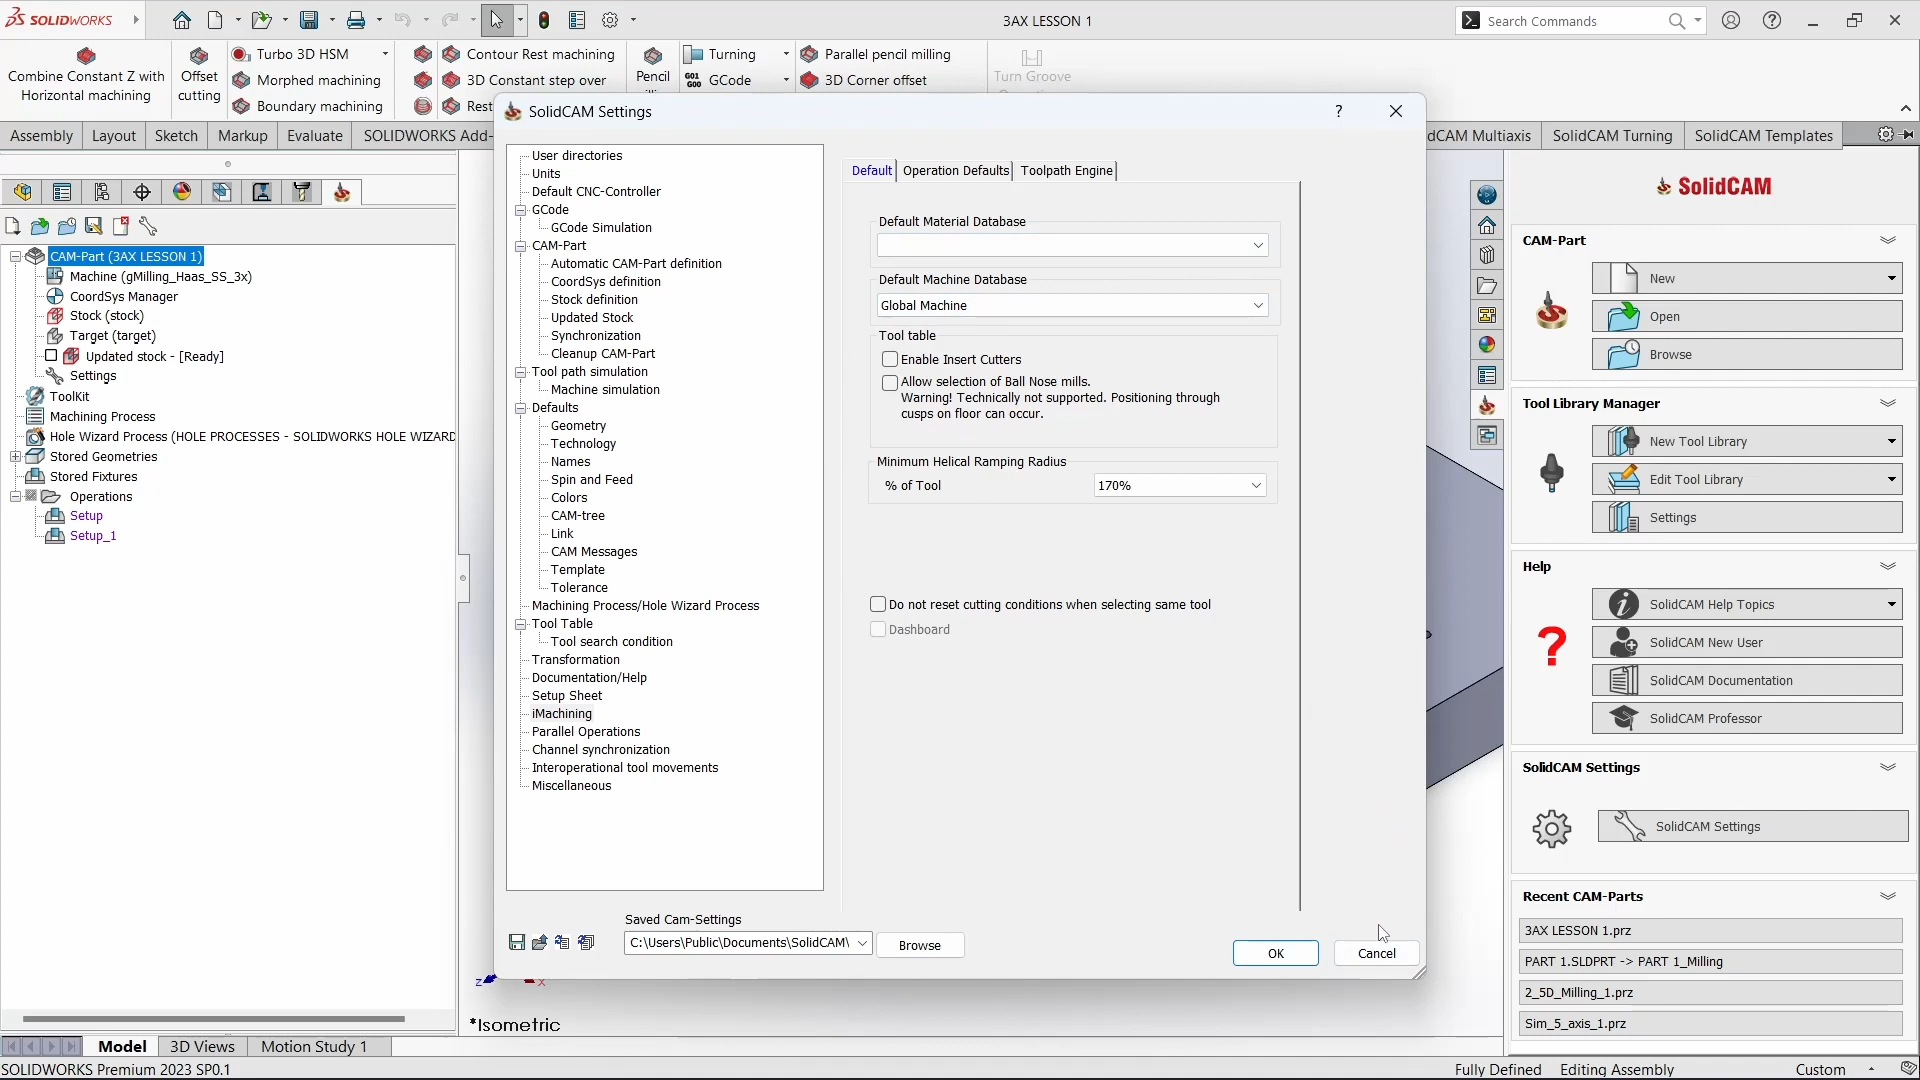 SOLIDWORKS
3AX LESSON 1
Search Commands
Combine Constant Z with
Horizontal machining
Offset
cutting
Turbo 3D HSM
Morphed machining
Boundary machining
Contour Rest machining
3D Constant step over
Rest
Pencil
Turning
G01
G00
GCode
Parallel pencil milling
3D Corner offset
Turn Groove
Assembly
Layout
Sketch
Markup
Evaluate
SOLIDWORKS Add-
dCAM Multiaxis
SolidCAM Turning
SolidCAM Templates
CAM-Part (3AX LESSON 1)
Machine (gMilling_Haas_SS_3x)
CoordSys Manager
Stock (stock)
Target (target)
Updated stock - [Ready]
Settings
ToolKit
Machining Process
Hole Wizard Process (HOLE PROCESSES - SOLIDWORKS HOLE WIZARD
Stored Geometries
Stored Fixtures
Operations
Setup
Setup_1
SolidCAM Settings
?
User directories
Units
Default CNC-Controller
GCode
GCode Simulation
CAM-Part
Automatic CAM-Part definition
CoordSys definition
Stock definition
Updated Stock
Synchronization
Cleanup CAM-Part
Tool path simulation
Machine simulation
Defaults
Geometry
Technology
Names
Spin and Feed
Colors
CAM-tree
Link
CAM Messages
Template
Tolerance
Machining Process/Hole Wizard Process
Tool Table
Tool search condition
Transformation
Documentation/Help
Setup Sheet
iMachining
Parallel Operations
Channel synchronization
Interoperational tool movements
Miscellaneous
Default
Operation Defaults
Toolpath Engine
Default Material Database
Default Machine Database
Global Machine
Tool table
Enable Insert Cutters
Allow selection of Ball Nose mills.
Warning! Technically not supported. Positioning through
cusps on floor can occur.
Minimum Helical Ramping Radius
% of Tool
170%
Do not reset cutting conditions when selecting same tool
Dashboard
Saved Cam-Settings
C:\Users\Public\Documents\SolidCAM\
Browse
OK
Cancel
SolidCAM
CAM-Part
New
Open
Browse
Tool Library Manager
New Tool Library
Edit Tool Library
Settings
Help
?
SolidCAM Help Topics
SolidCAM New User
SolidCAM Documentation
SolidCAM Professor
SolidCAM Settings
SolidCAM Settings
Recent CAM-Parts
3AX LESSON 1.prz
PART 1.SLDPRT -> PART 1_Milling
2_5D_Milling_1.prz
Sim_5_axis_1.prz
z
x
*Isometric
Model
3D Views
Motion Study 1
SOLIDWORKS Premium 2023 SP0.1
Fully Defined
Editing Assembly
Custom